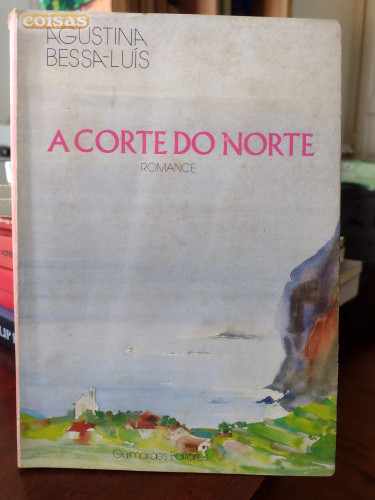 coisas
AGUSTINA
BESSA-LUÍS
A CORTE DO NORTE
ROMANCE
Guimarães Editores